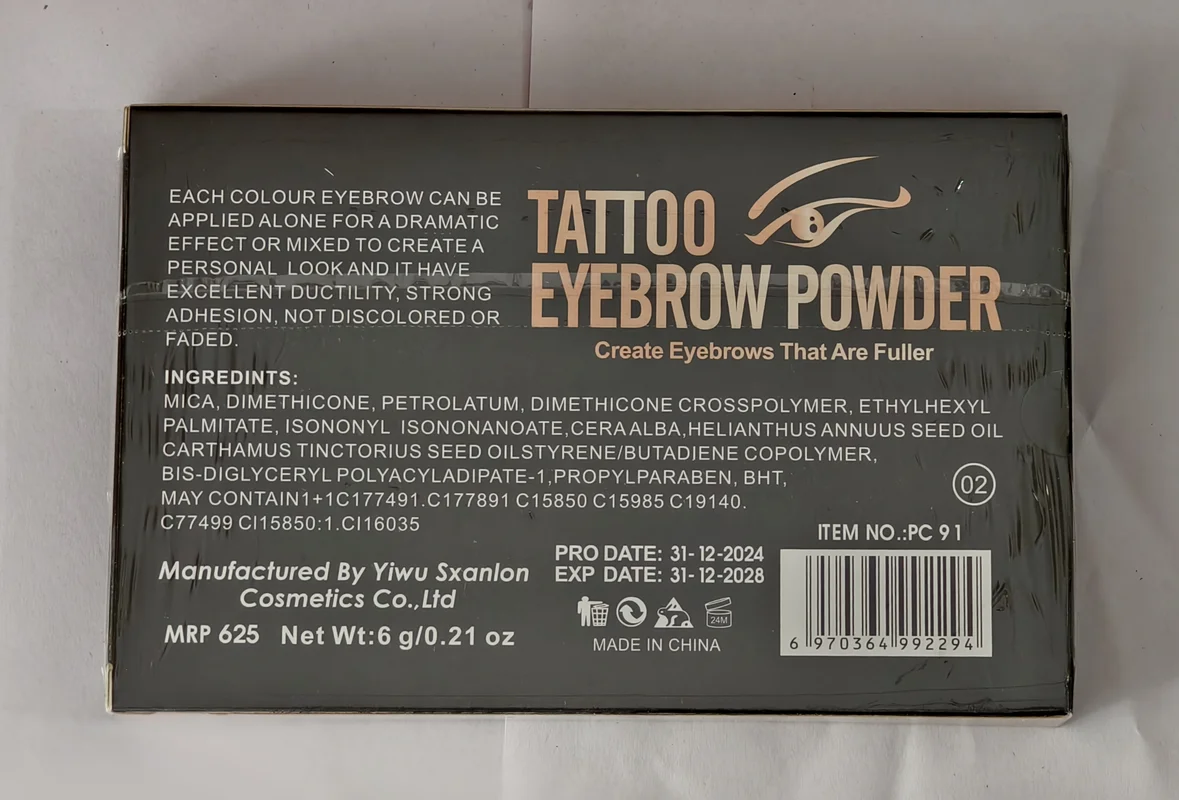 EACH COLOUR EYEBROW CAN BE
APPLIED ALONE FOR A DRAMATIC
EFFECT OR MIXED TO CREATE A
PERSONAL LOOK AND IT HAVE
EXCELLENT DUCTILITY, STRONG
ADHESION, NOT DISCOLORED OR
FADED.
TATTOO
EYEBROW POWDER
Create Eyebrows That Are Fuller
INGREDINTS:
MICA, DIMETHICONE, PETROLATUM, DIMETHICONE CROSSPOLYMER, ETHYLHEXYL
PALMITATE, ISONONYL ISONONANOATE,CERA ALBA,HELIANTHUS ANNUUS SEED OIL
CARTHAMUS TINCTORIUS SEED OILSTYRENE/BUTADIENE COPOLYMER,
BIS-DIGLYCERYL POLYACYLADIPATE-1,PROPYLPARABEN, BHT,
MAY CONTAIN1+1C177491.C177891 C15850 C15985 C19140.
C77499 CI15850:1.CI16035
02
ITEM NO.:PC 91
Manufactured By Yiwu Sxanlon
Cosmetics Co.,Ltd
MRP 625 Net Wt:6 g/0.21 oz
PRO DATE: 31-12-2024
EXP DATE: 31-12-2028
24M
MADE IN CHINA
6 970364 992294